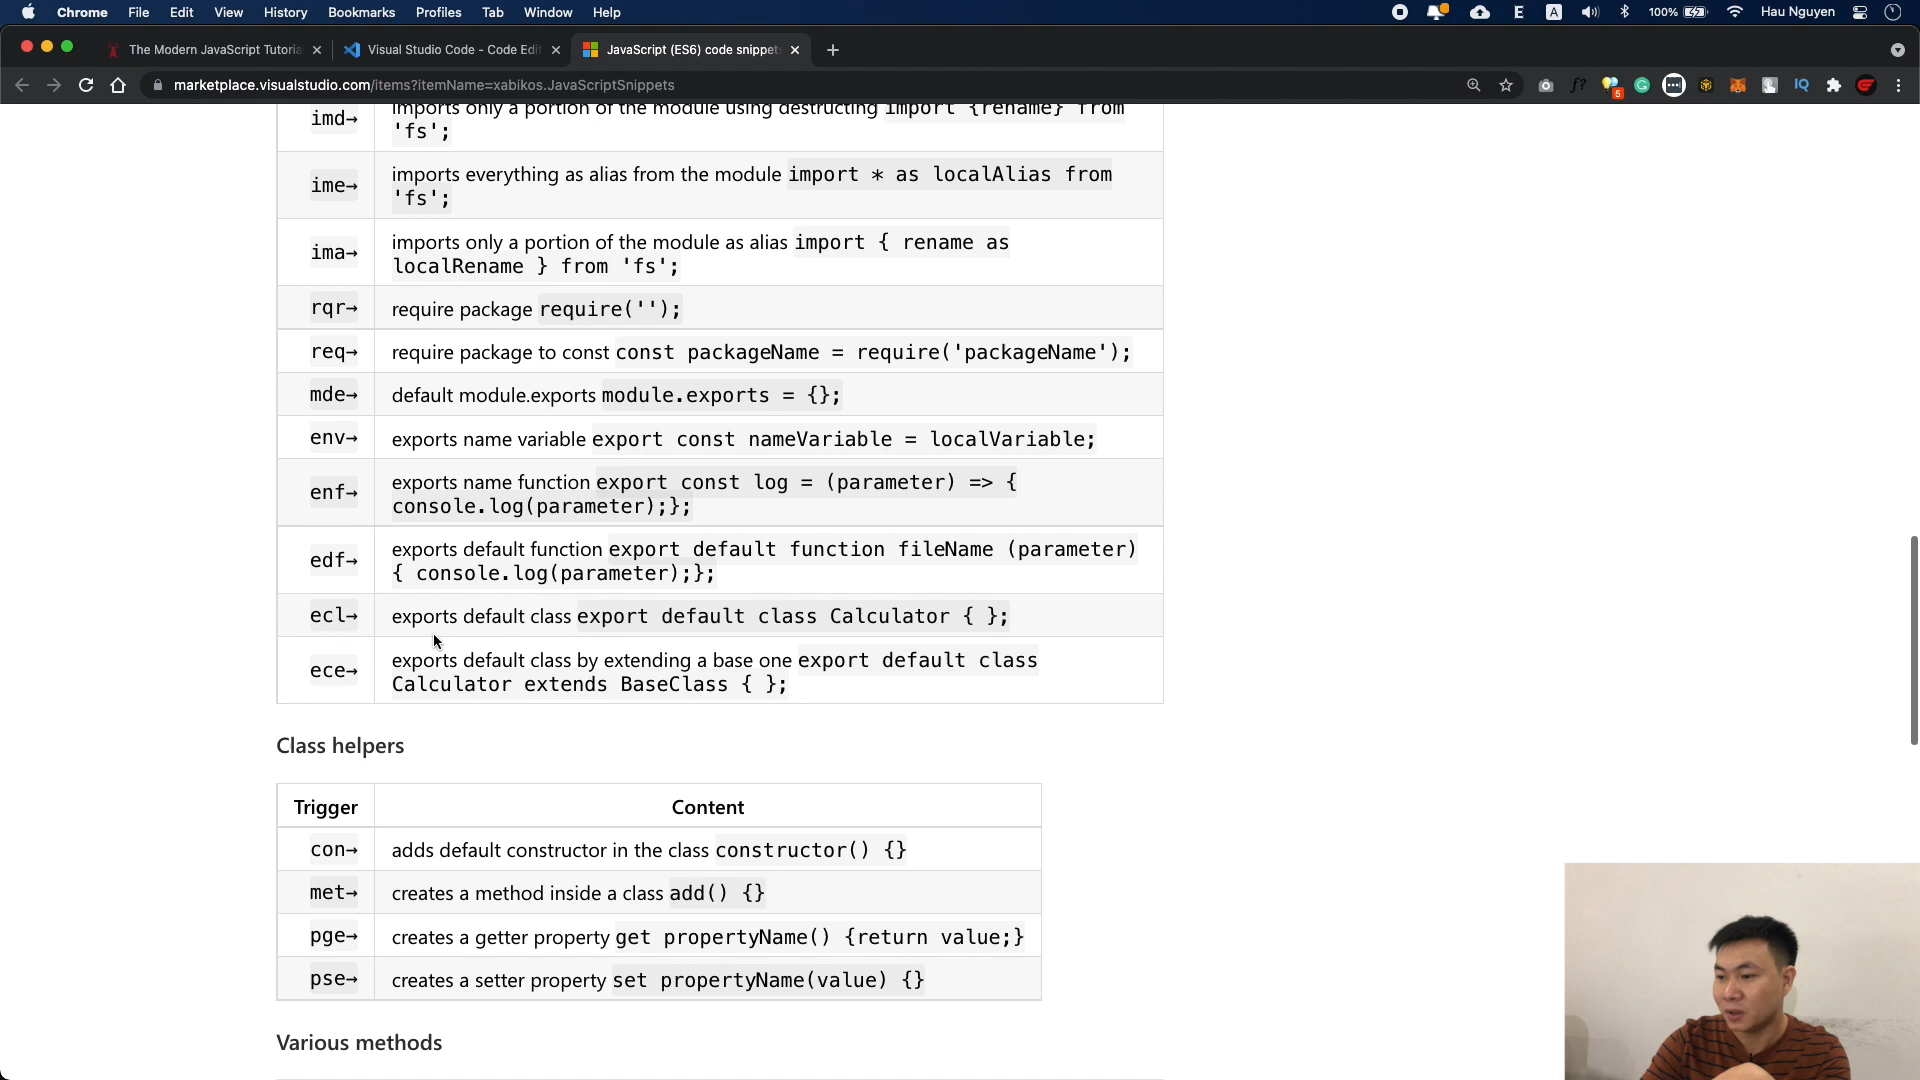 Chrome File Edit View History Bookmarks Profiles Tab Window Help E A 100% Hau Nguyen
The Modern JavaScript Tutoria
Visual Studio Code - Code Edit
JavaScript (ES6) code snippet
marketplace.visualstudio.com/items?itemName=xabikos.JavaScriptSnippets
f? 5 IQ
imd→ imports only a portion of the module using destructing import {rename} from
'fs';
ime→ imports everything as alias from the module import * as localAlias from
'fs';
ima→ imports only a portion of the module as alias import { rename as
localRename } from 'fs';
rqr→ require package require('');
req→ require package to const const packageName = require('packageName');
mde→ default module.exports module.exports = {};
env→ exports name variable export const nameVariable = localVariable;
enf→ exports name function export const log = (parameter) => {
console.log(parameter);};
edf→ exports default function export default function fileName (parameter)
{ console.log(parameter);};
ecl→ exports default class export default class Calculator { };
ece→ exports default class by extending a base one export default class
Calculator extends BaseClass { };
Class helpers
Trigger Content
con→ adds default constructor in the class constructor() {}
met→ creates a method inside a class add() {}
pge→ creates a getter property get propertyName() {return value;}
pse→ creates a setter property set propertyName(value) {}
Various methods